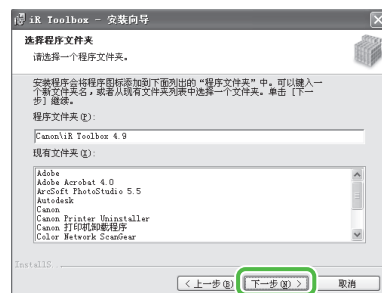 iR Toolbox - 安装向导
选择程序文件夹
请选择一个程序文件夹。
安装程序会将程序图标添加到下面列出的“程序文件夹”中。可以键入一
个新文件夹名，或者从现有文件夹列表中选择一个文件夹。单击 [下一
步] 继续。
程序文件夹(P):
Canon\iR Toolbox 4.9
现有文件夹(X):
Adobe
Adobe Acrobat 4.0
ArcSoft PhotoStudio 5.5
Autodesk
Canon
Canon Printer Uninstaller
Canon 打印机卸载程序
Color Network ScanGear
InstallS
< 上一步(B) 下一步(N) > 取消